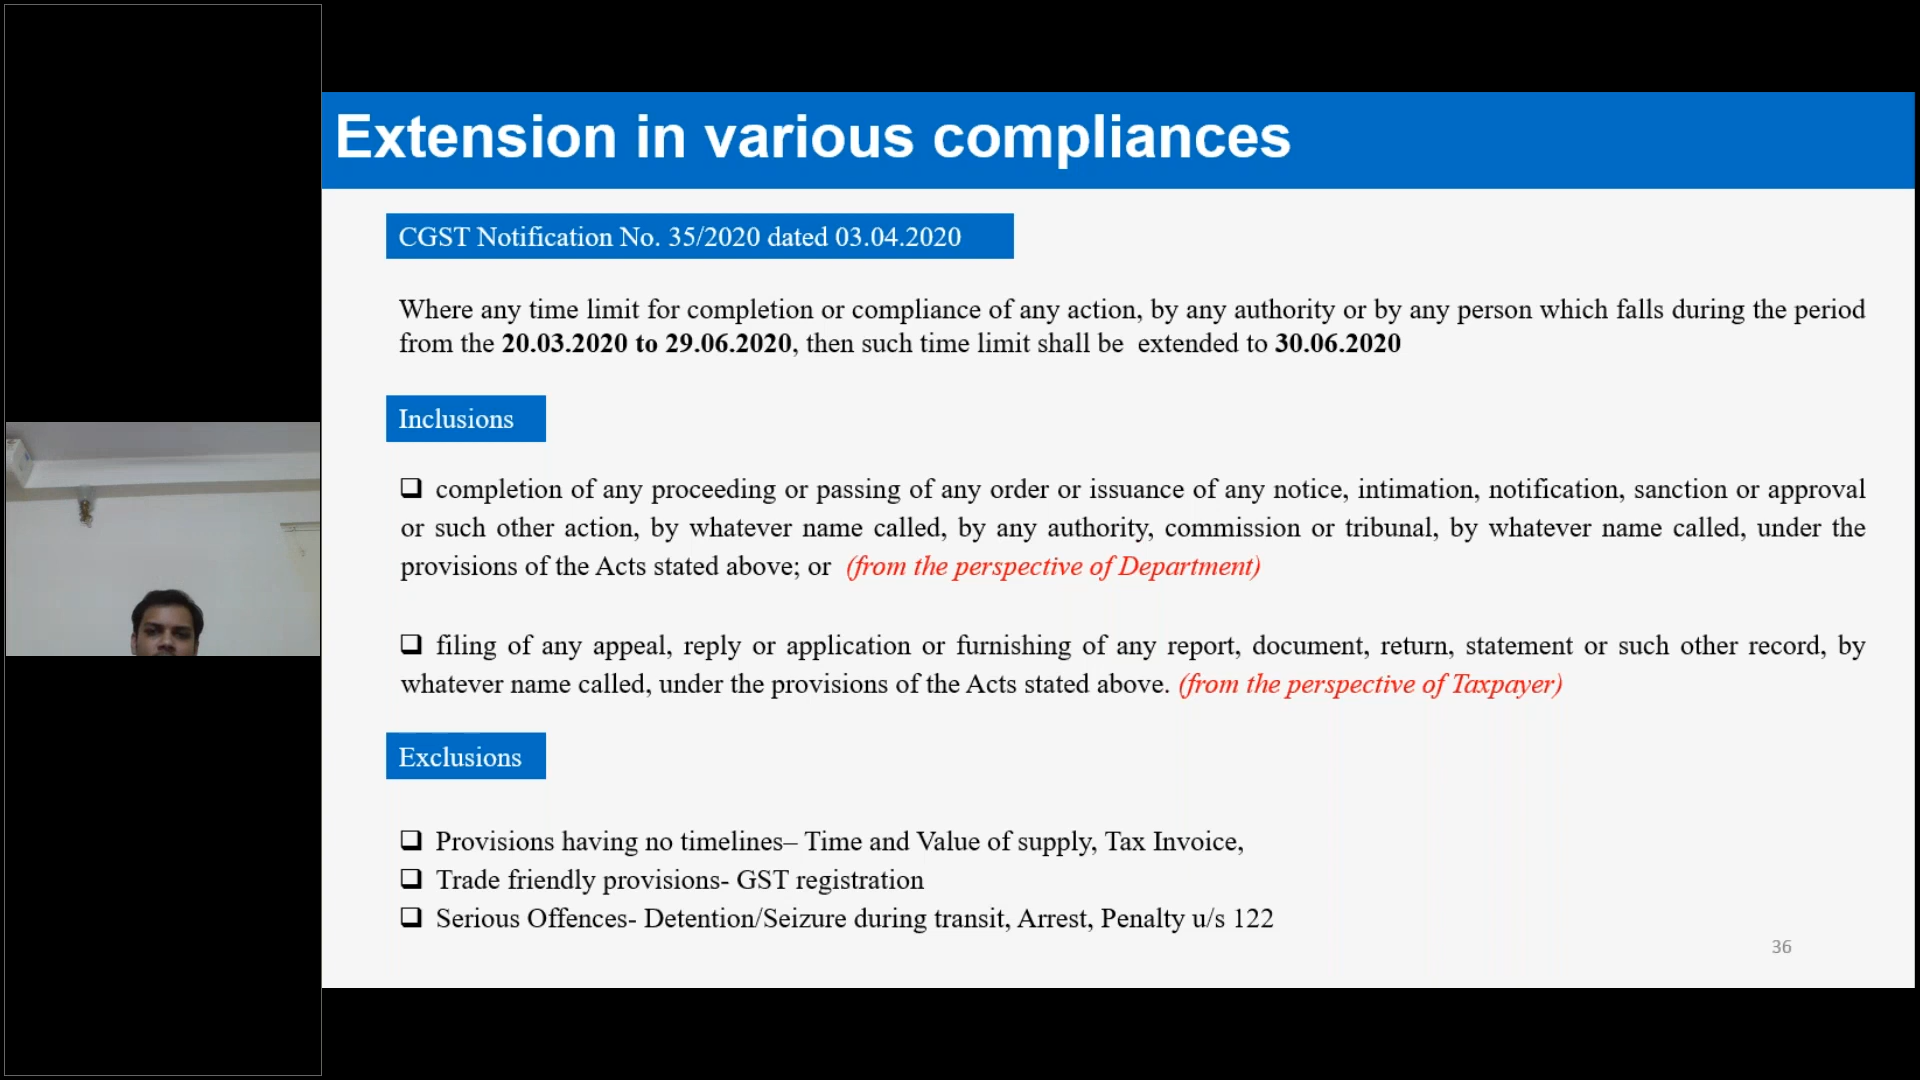 Extension in various compliances
CGST Notification No. 35/2020 dated 03.04.2020
Where any time limit for completion or compliance of any action, by any authority or by any person which falls during the period
from the 20.03.2020 to 29.06.2020, then such time limit shall be extended to 30.06.2020
Inclusions
❑ completion of any proceeding or passing of any order or issuance of any notice, intimation, notification, sanction or approval
or such other action, by whatever name called, by any authority, commission or tribunal, by whatever name called, under the
provisions of the Acts stated above; or (from the perspective of Department)
❑ filing of any appeal, reply or application or furnishing of any report, document, return, statement or such other record, by
whatever name called, under the provisions of the Acts stated above. (from the perspective of Taxpayer)
Exclusions
❑ Provisions having no timelines– Time and Value of supply, Tax Invoice,
❑ Trade friendly provisions- GST registration
❑ Serious Offences- Detention/Seizure during transit, Arrest, Penalty u/s 122
36